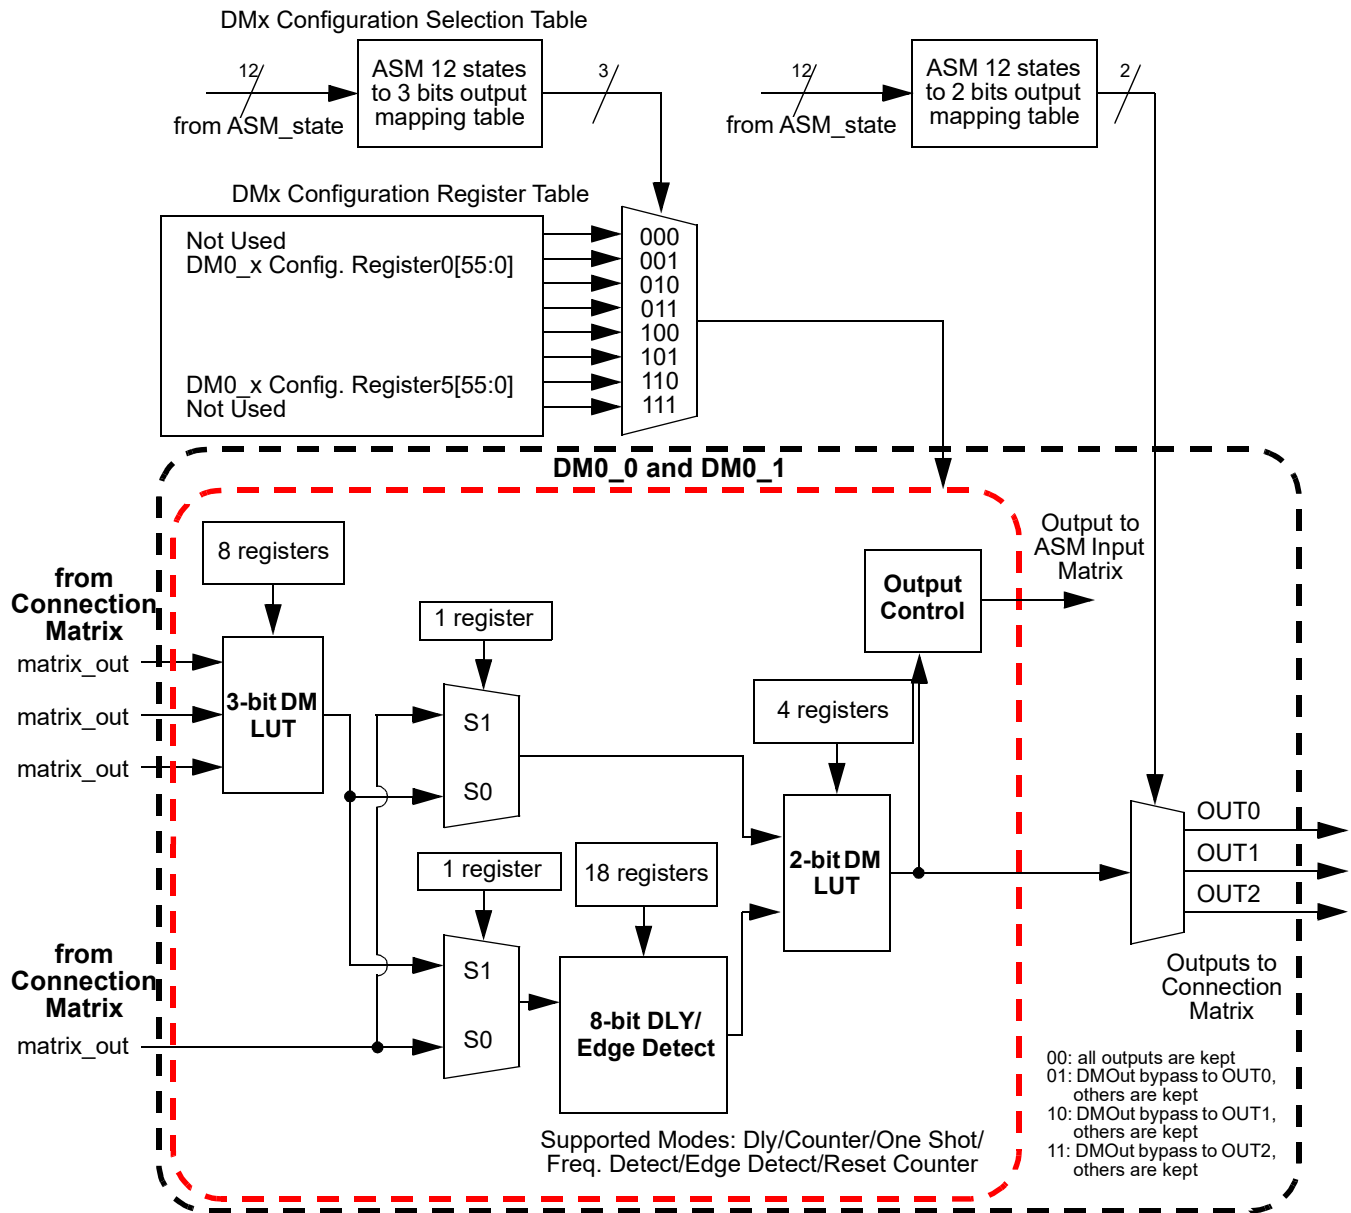 DMx Configuration Selection Table
12
ASM 12 states
to 3 bits output
mapping table
3
from ASM_state
12
ASM 12 states
to 2 bits output
mapping table
2
from ASM_state
DMx Configuration Register Table
Not Used
DM0_x Config. Register0[55:0]
DM0_x Config. Register5[55:0]
Not Used
000
001
010
011
100
101
110
111
DM0_0 and DM0_1
8 registers
from
Connection
Matrix
matrix_out
matrix_out
matrix_out
3-bit DM
LUT
1 register
S1
S0
Output
Control
Output to
ASM Input
Matrix
4 registers
2-bit DM
LUT
1 register
18 registers
from
Connection
Matrix
matrix_out
S1
S0
8-bit DLY/
Edge Detect
OUT0
OUT1
OUT2
Outputs to
Connection
Matrix
00: all outputs are kept
01: DMOut bypass to OUT0,
others are kept
10: DMOut bypass to OUT1,
others are kept
11: DMOut bypass to OUT2,
others are kept
Supported Modes: Dly/Counter/One Shot/
Freq. Detect/Edge Detect/Reset Counter